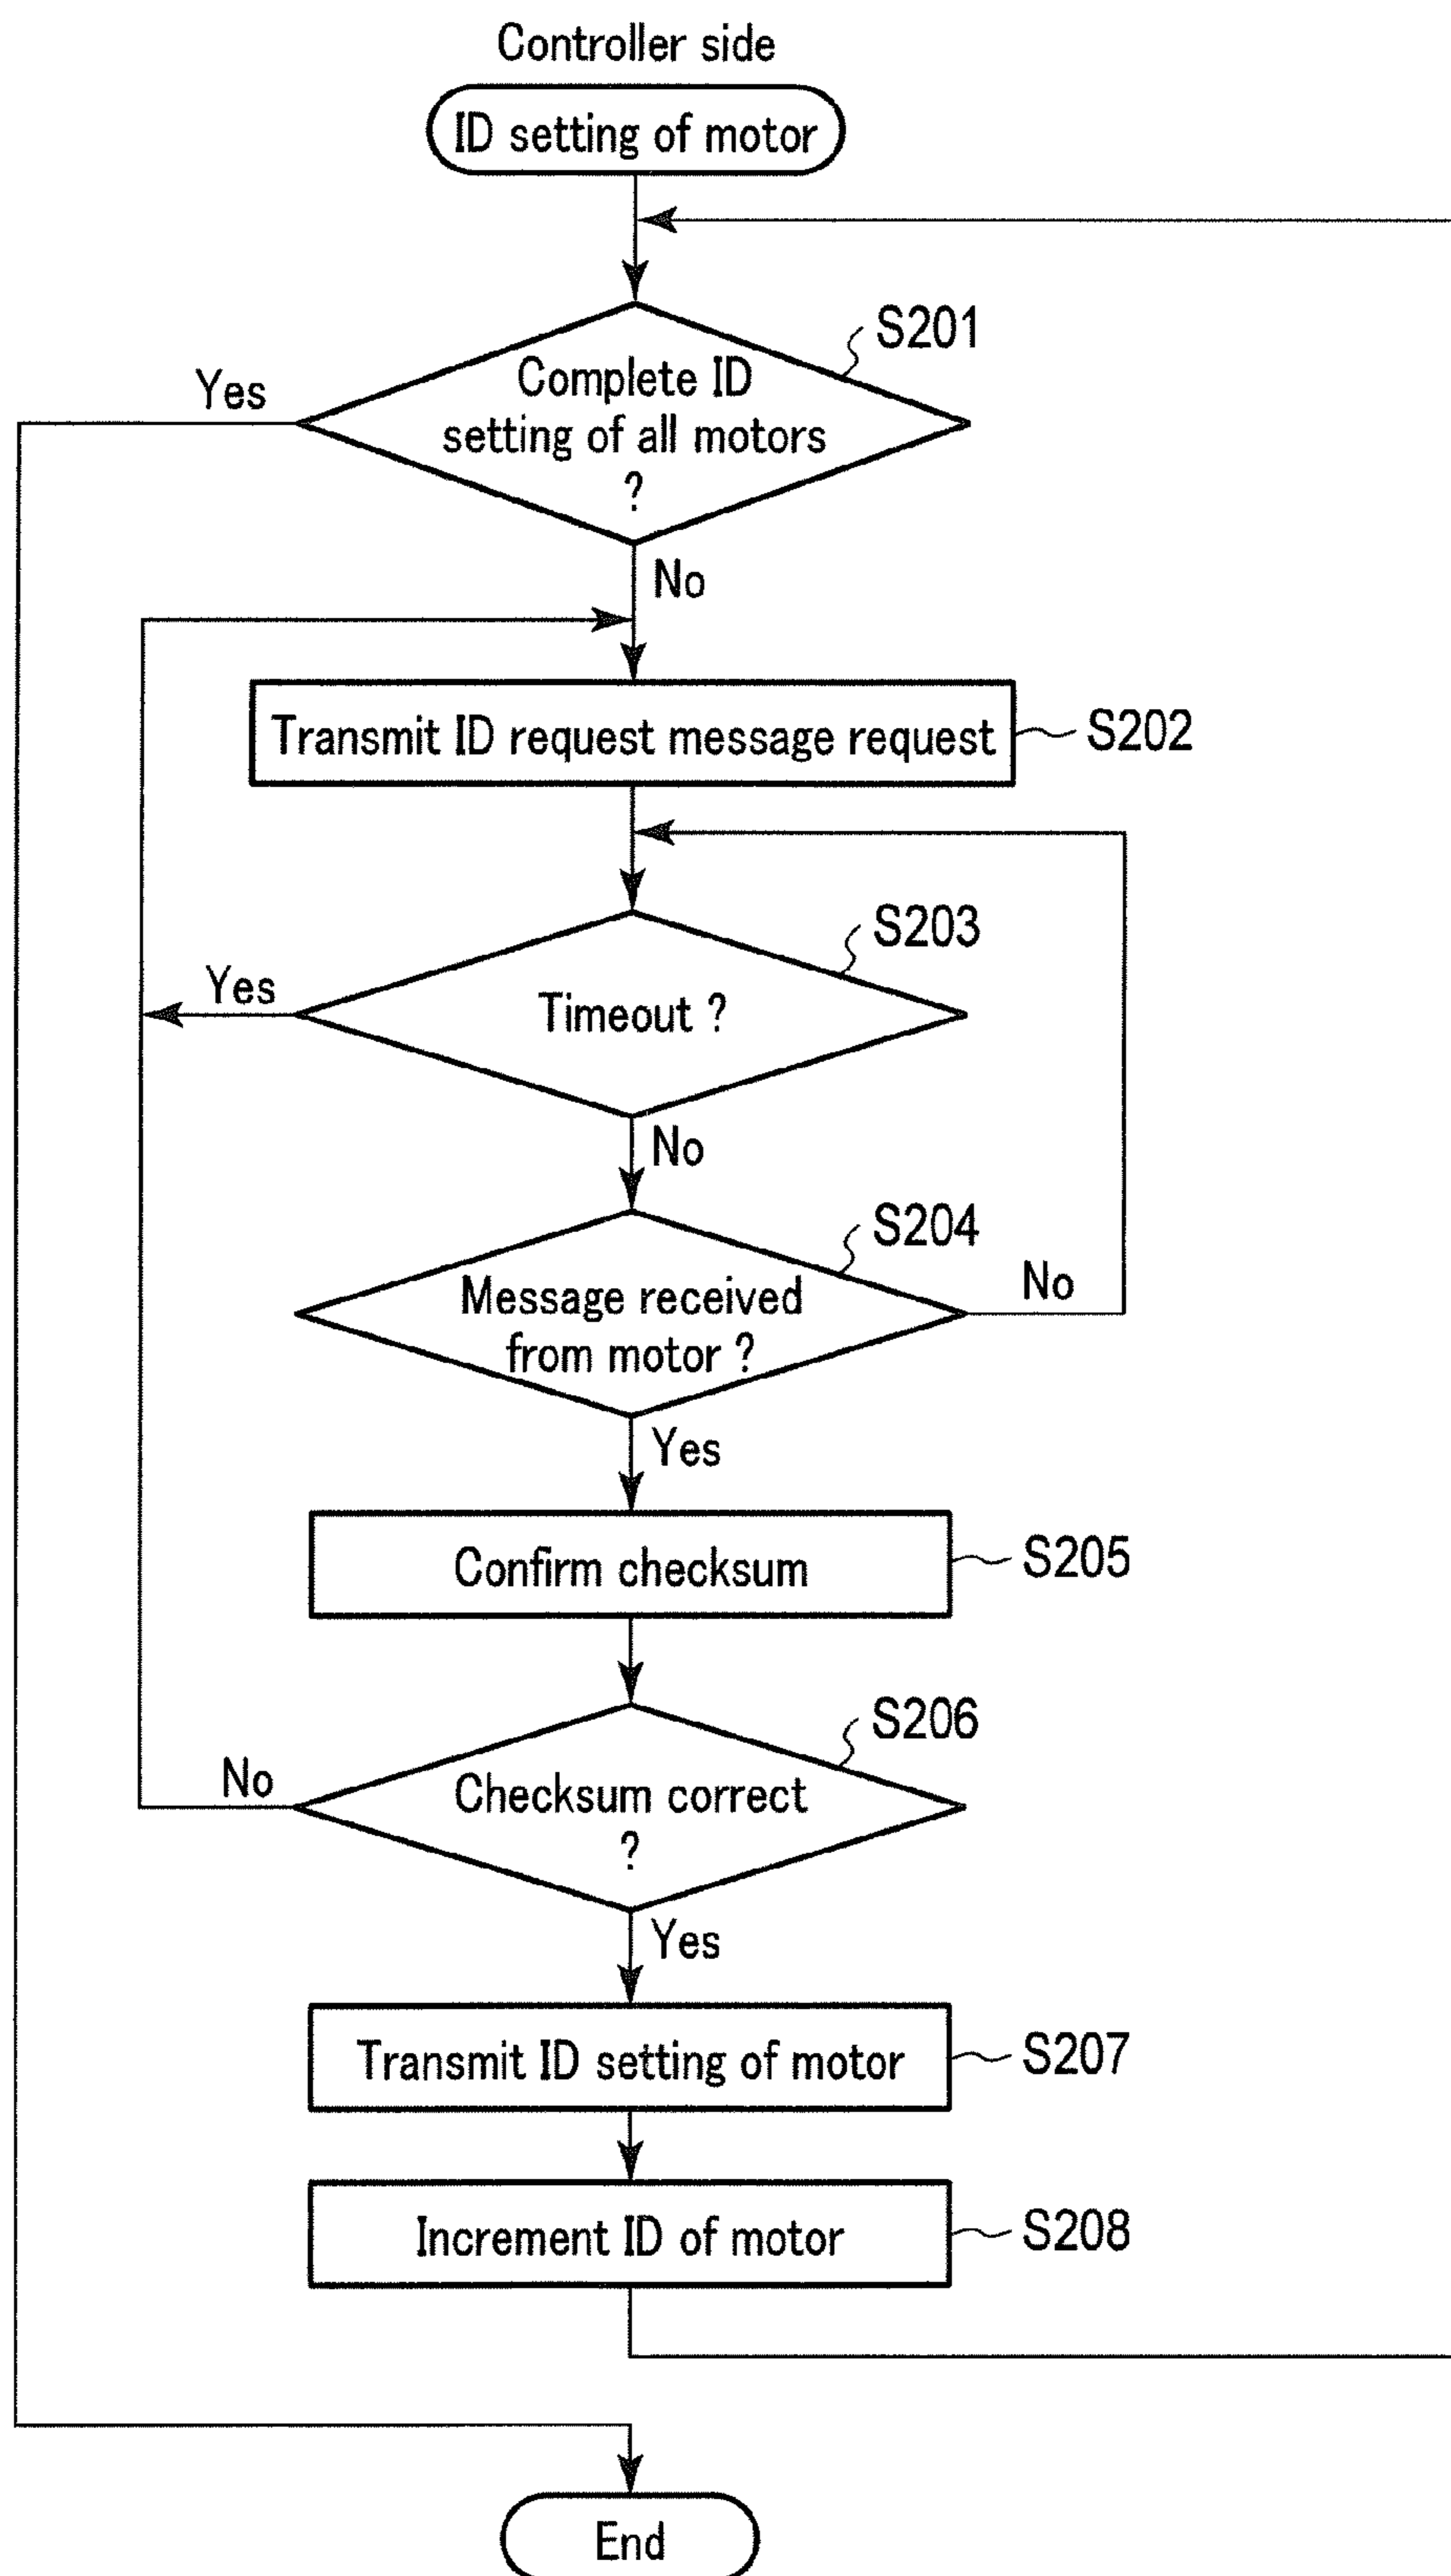 Controller side
ID setting of motor
S201
Yes
Complete ID
setting of all motors
?
No
Transmit ID request message request
S202
S203
Yes
Timeout ?
No
S204
Message received
from motor ?
No
Yes
Confirm checksum
S205
S206
No
Checksum correct
?
Yes
Transmit ID setting of motor
S207
Increment ID of motor
S208
End